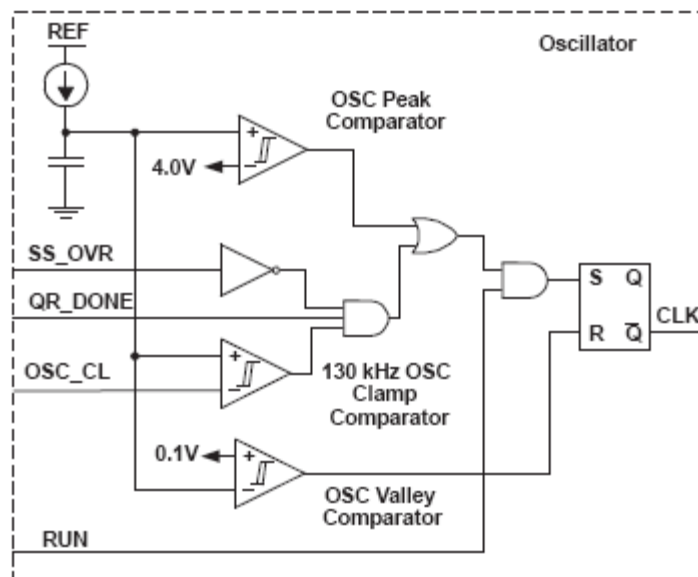 REF
Oscillator
OSC Peak
Comparator
+
−
4.0V
SS_OVR
QR_DONE
OSC_CL
+
−
130 kHz OSC
Clamp
Comparator
S Q
R Q̅
CLK
0.1V
+
−
OSC Valley
Comparator
RUN